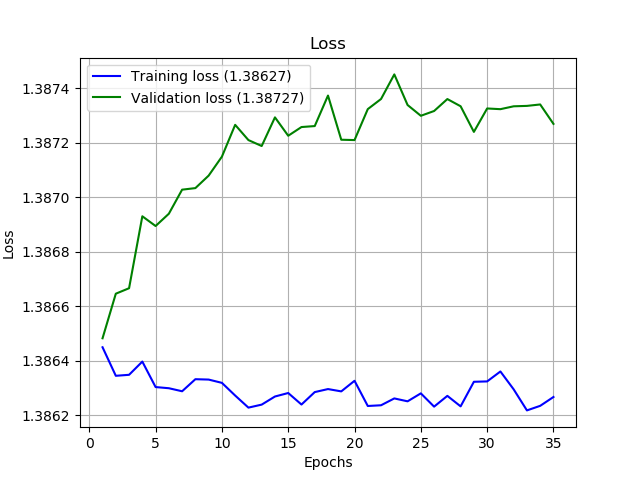 Loss
Training loss (1.38627)
Validation loss (1.38727)
Loss
1.3874
1.3872
1.3870
1.3868
1.3866
1.3864
1.3862
0 5 10 15 20 25 30 35
Epochs